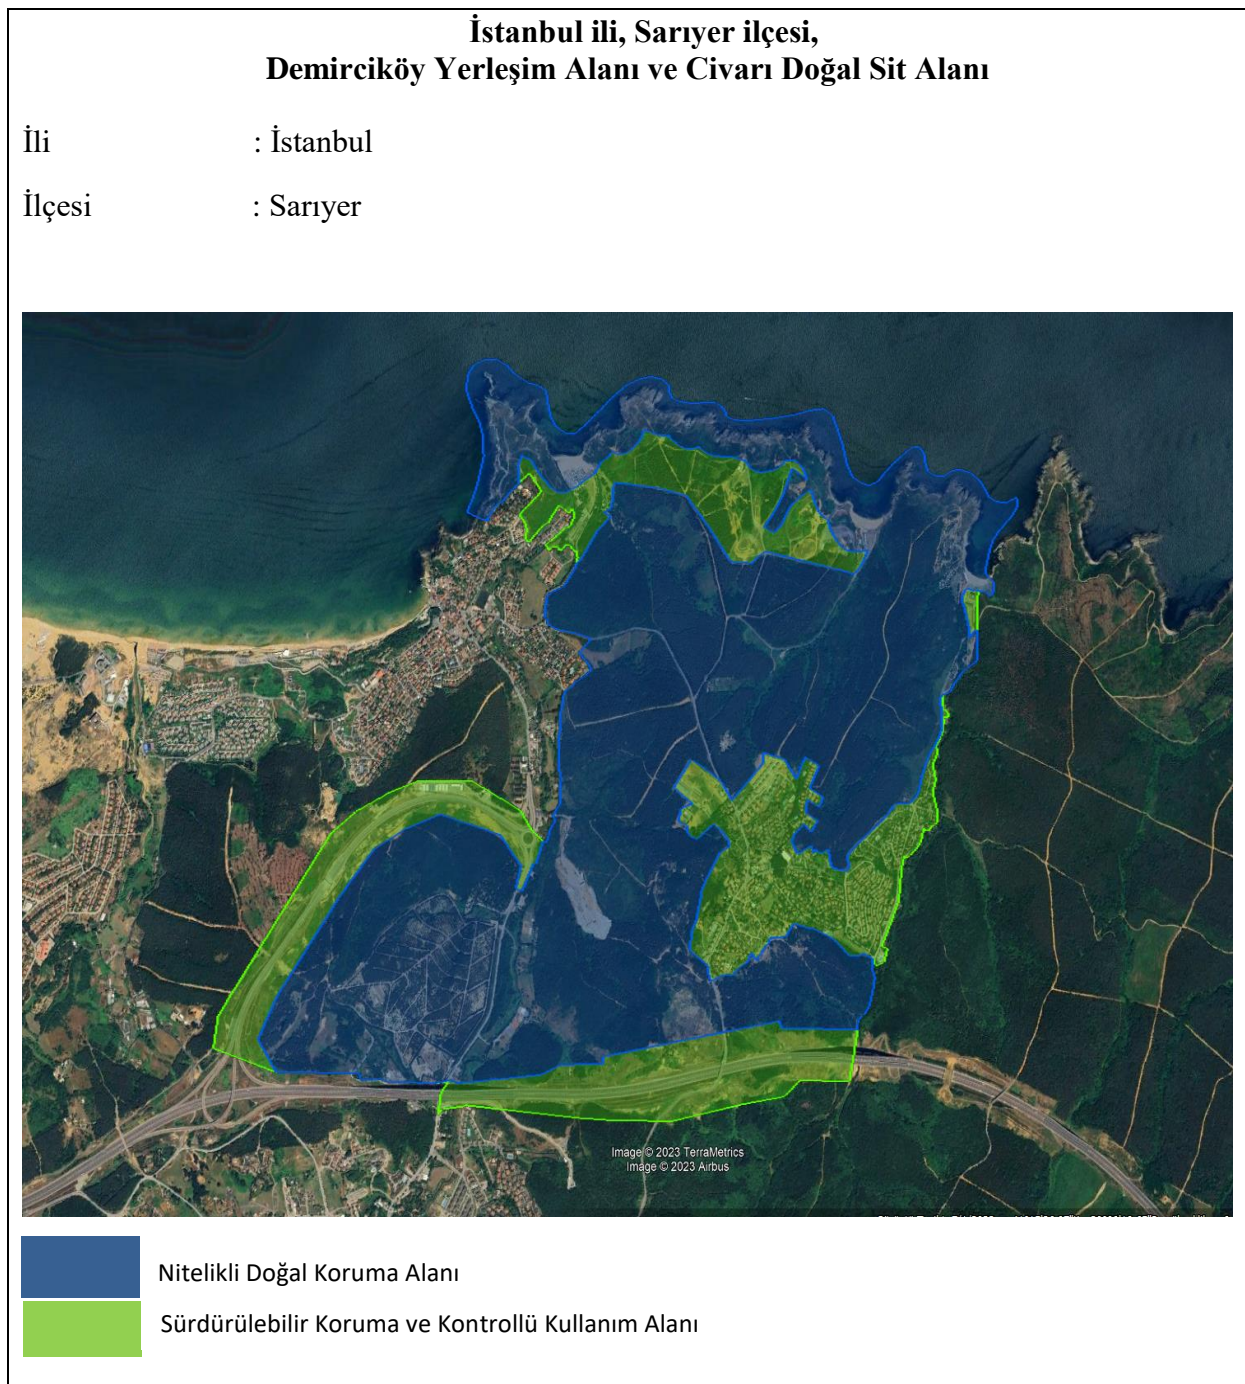 İstanbul ili, Sarıyer ilçesi,
Demirciköy Yerleşim Alanı ve Civarı Doğal Sit Alanı
İli : İstanbul
İlçesi : Sarıyer
Image © 2023 TerraMetrics
Image © 2023 Airbus
Nitelikli Doğal Koruma Alanı
Sürdürülebilir Koruma ve Kontrollü Kullanım Alanı